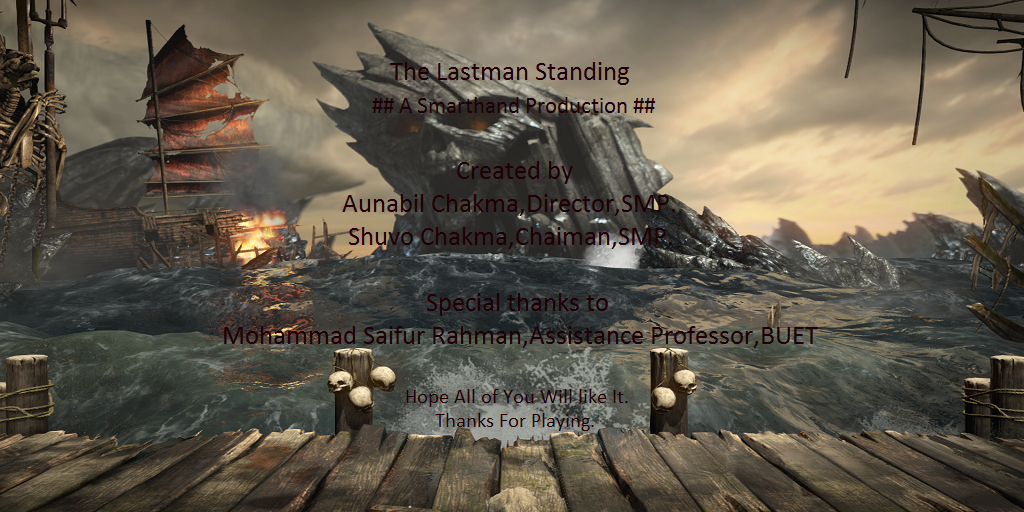 The Lastman Standing
## A Smarthand Production ##
Created by
Aunabil Chakma,Director,SMP
Shuvo Chakma,Chaiman,SMP
Special thanks to
Mohammad Saifur Rahman,Assistance Professor,BUET
Hope All of You Will like It.
Thanks For Playing.